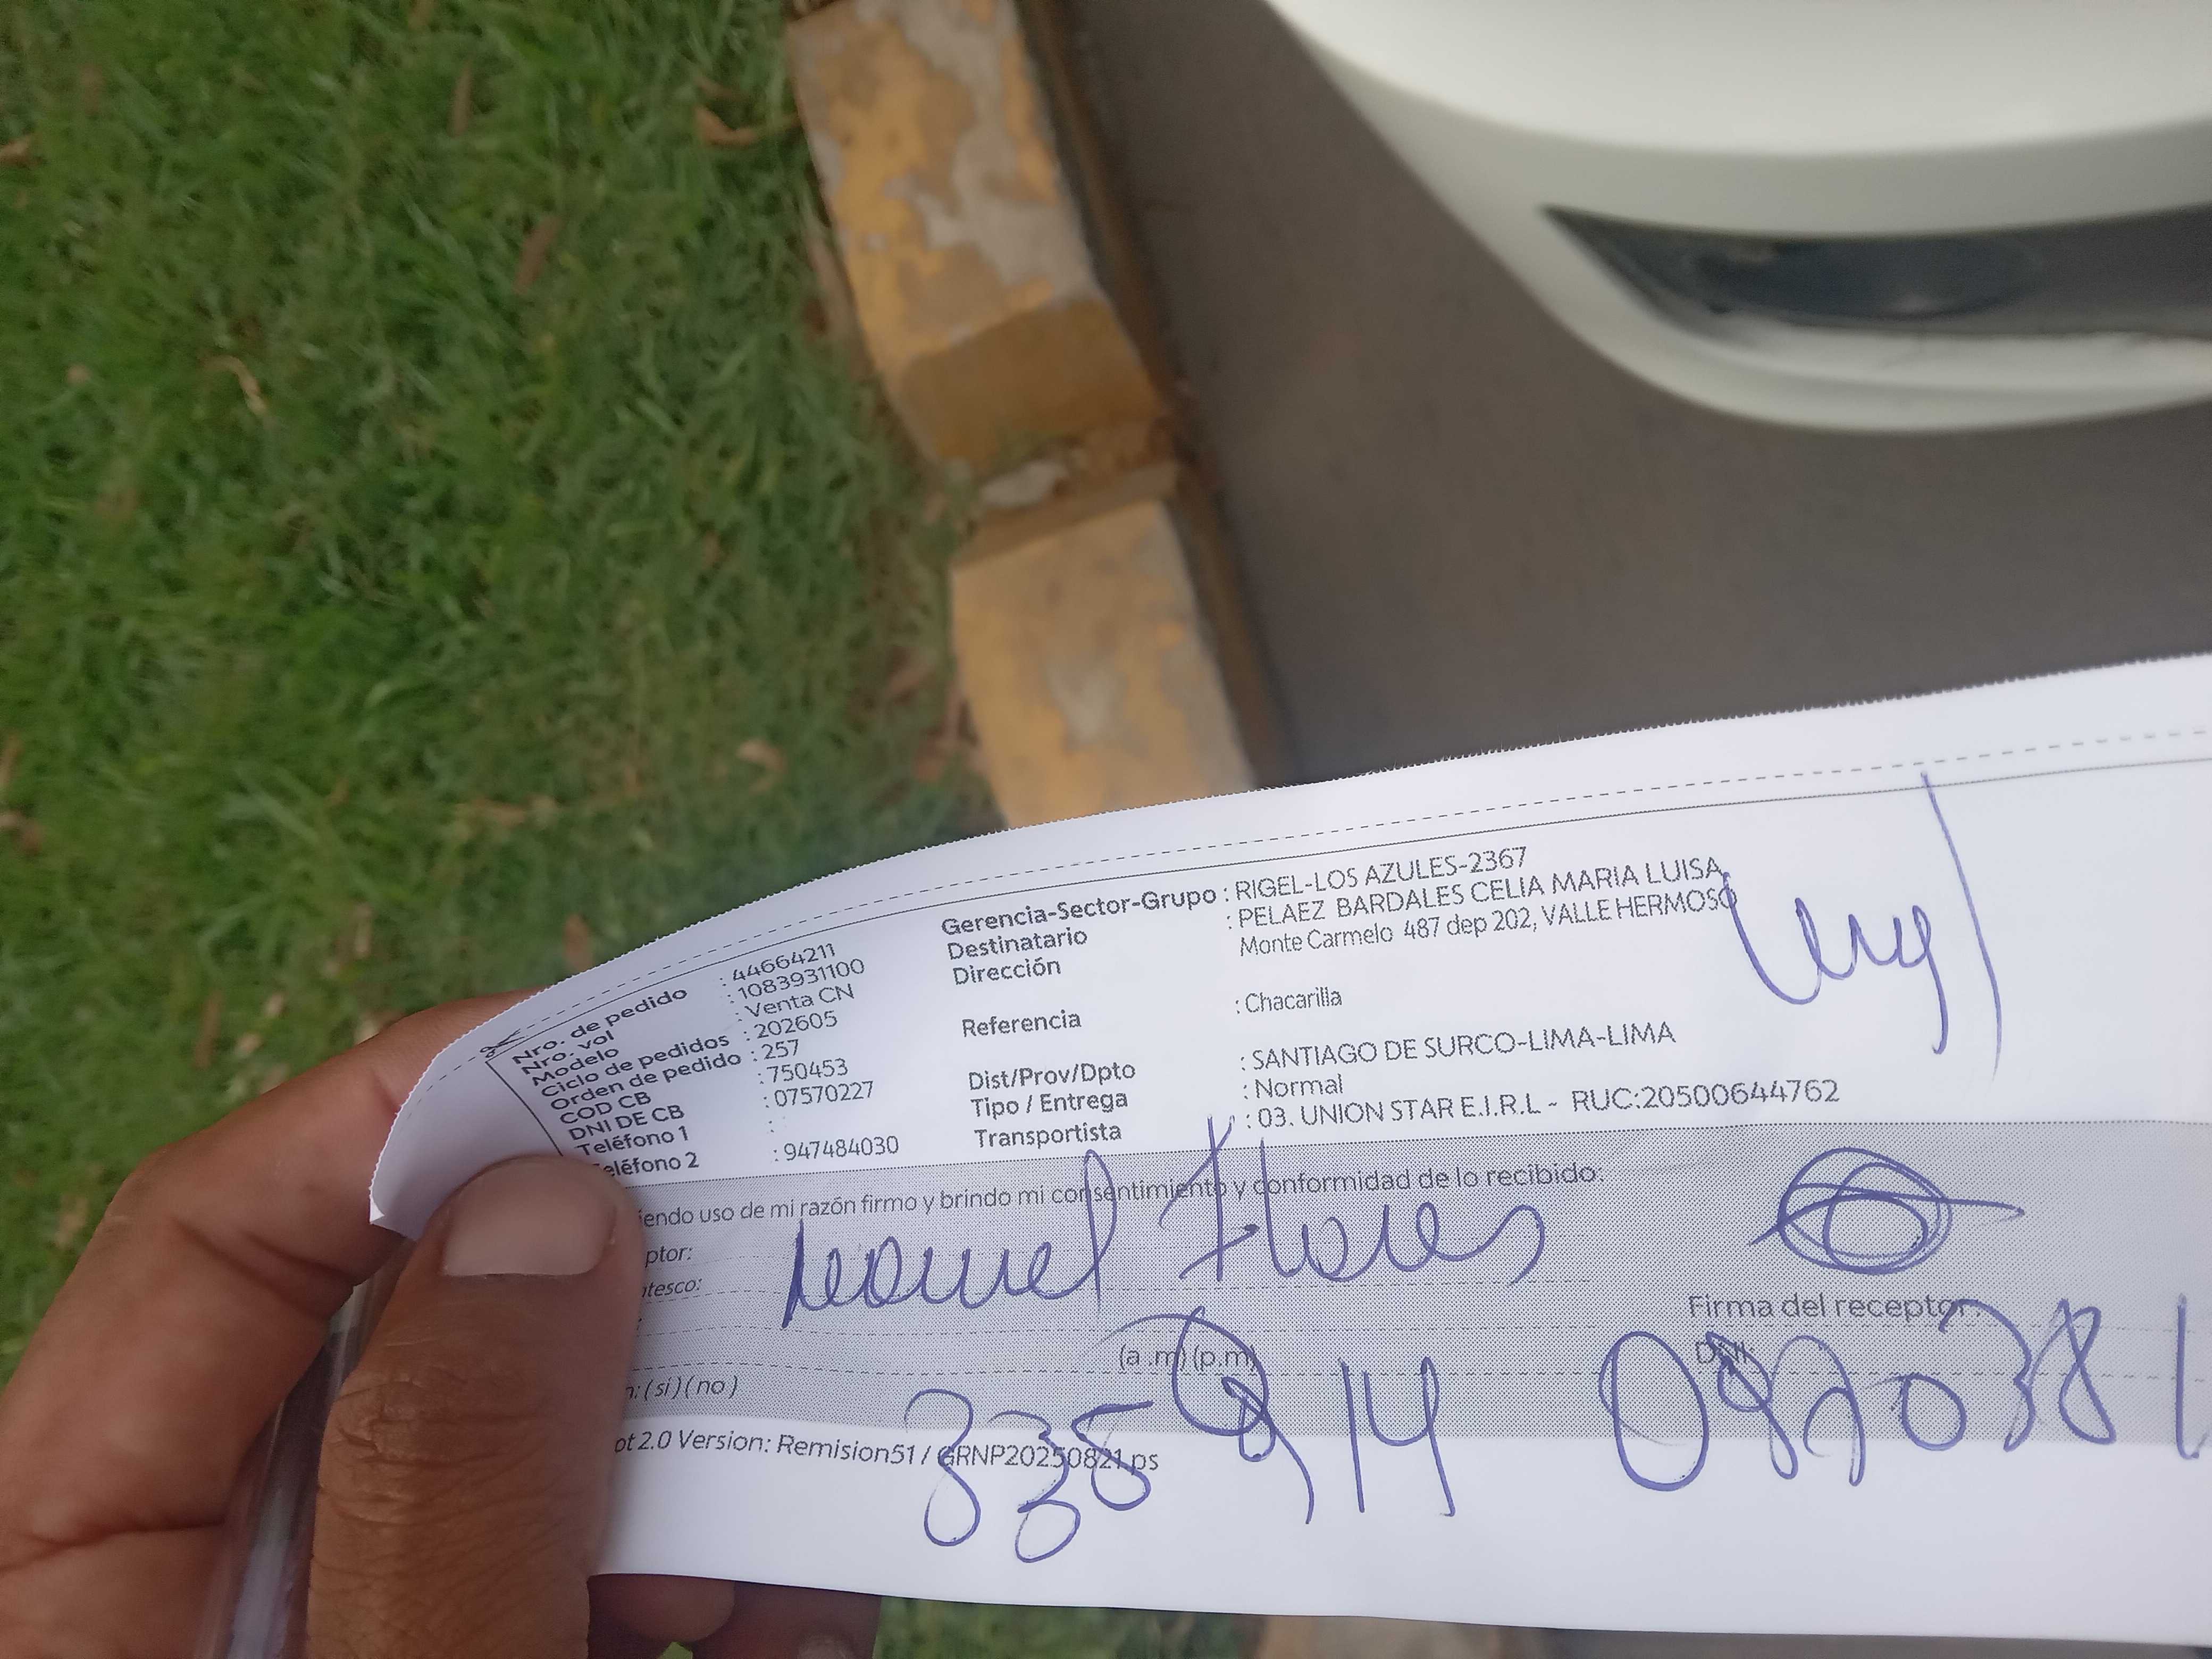 Nro. de pedido : 44664211
Nro. vol : 1083931100
Modelo : Venta CN
Ciclo de pedidos : 202605
Orden de pedido : 257
COD CB : 750453
DNI DE CB : 07570227
Teléfono 1 :
eléfono 2 : 947484030
Gerencia-Sector-Grupo : RIGEL-LOS AZULES-2367
Destinatario : PELAEZ BARDALES CELIA MARIA LUISA
Dirección Monte Carmelo 487 dep 202, VALLE HERMOSO
Referencia : Chacarilla
Dist/Prov/Dpto : SANTIAGO DE SURCO-LIMA-LIMA
Tipo / Entrega : Normal
Transportista : 03. UNION STAR E.I.R.L - RUC:20500644762
iendo uso de mi razón firmo y brindo mi consentimiento y conformidad de lo recibido:
ptor:
ntesco:
Flores
Firma del receptor
(a .m) (p.m)
DNI:
n: ( si ) ( no )
ot 2.0 Version: Remision51 / GRNP20250821.ps